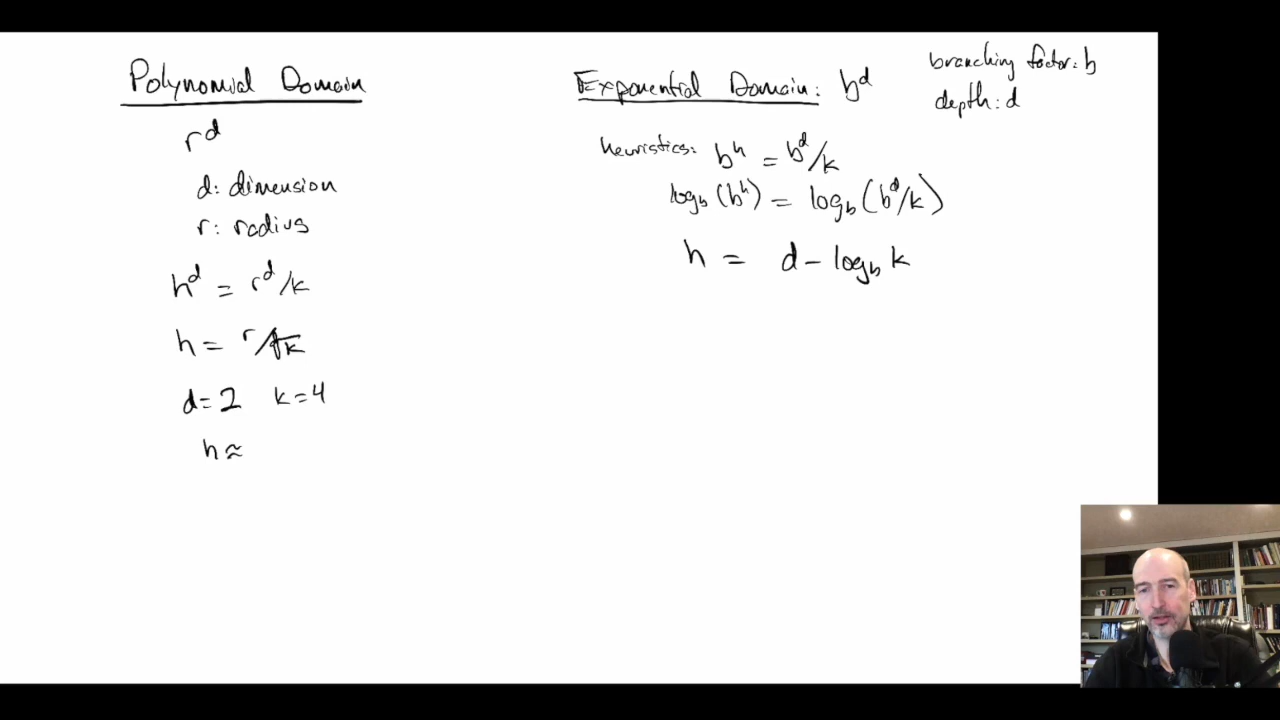 Polynomial Domain
r^d
d: dimension
r: radius
h^d = r^d/k
h = r/ᵈ√k
d=2 k=4
h≈
Exponential Domain: b^d
branching factor: b
depth: d
heuristics: b^h = b^d/k
log_b(b^h) = log_b(b^d/k)
h = d - log_b k